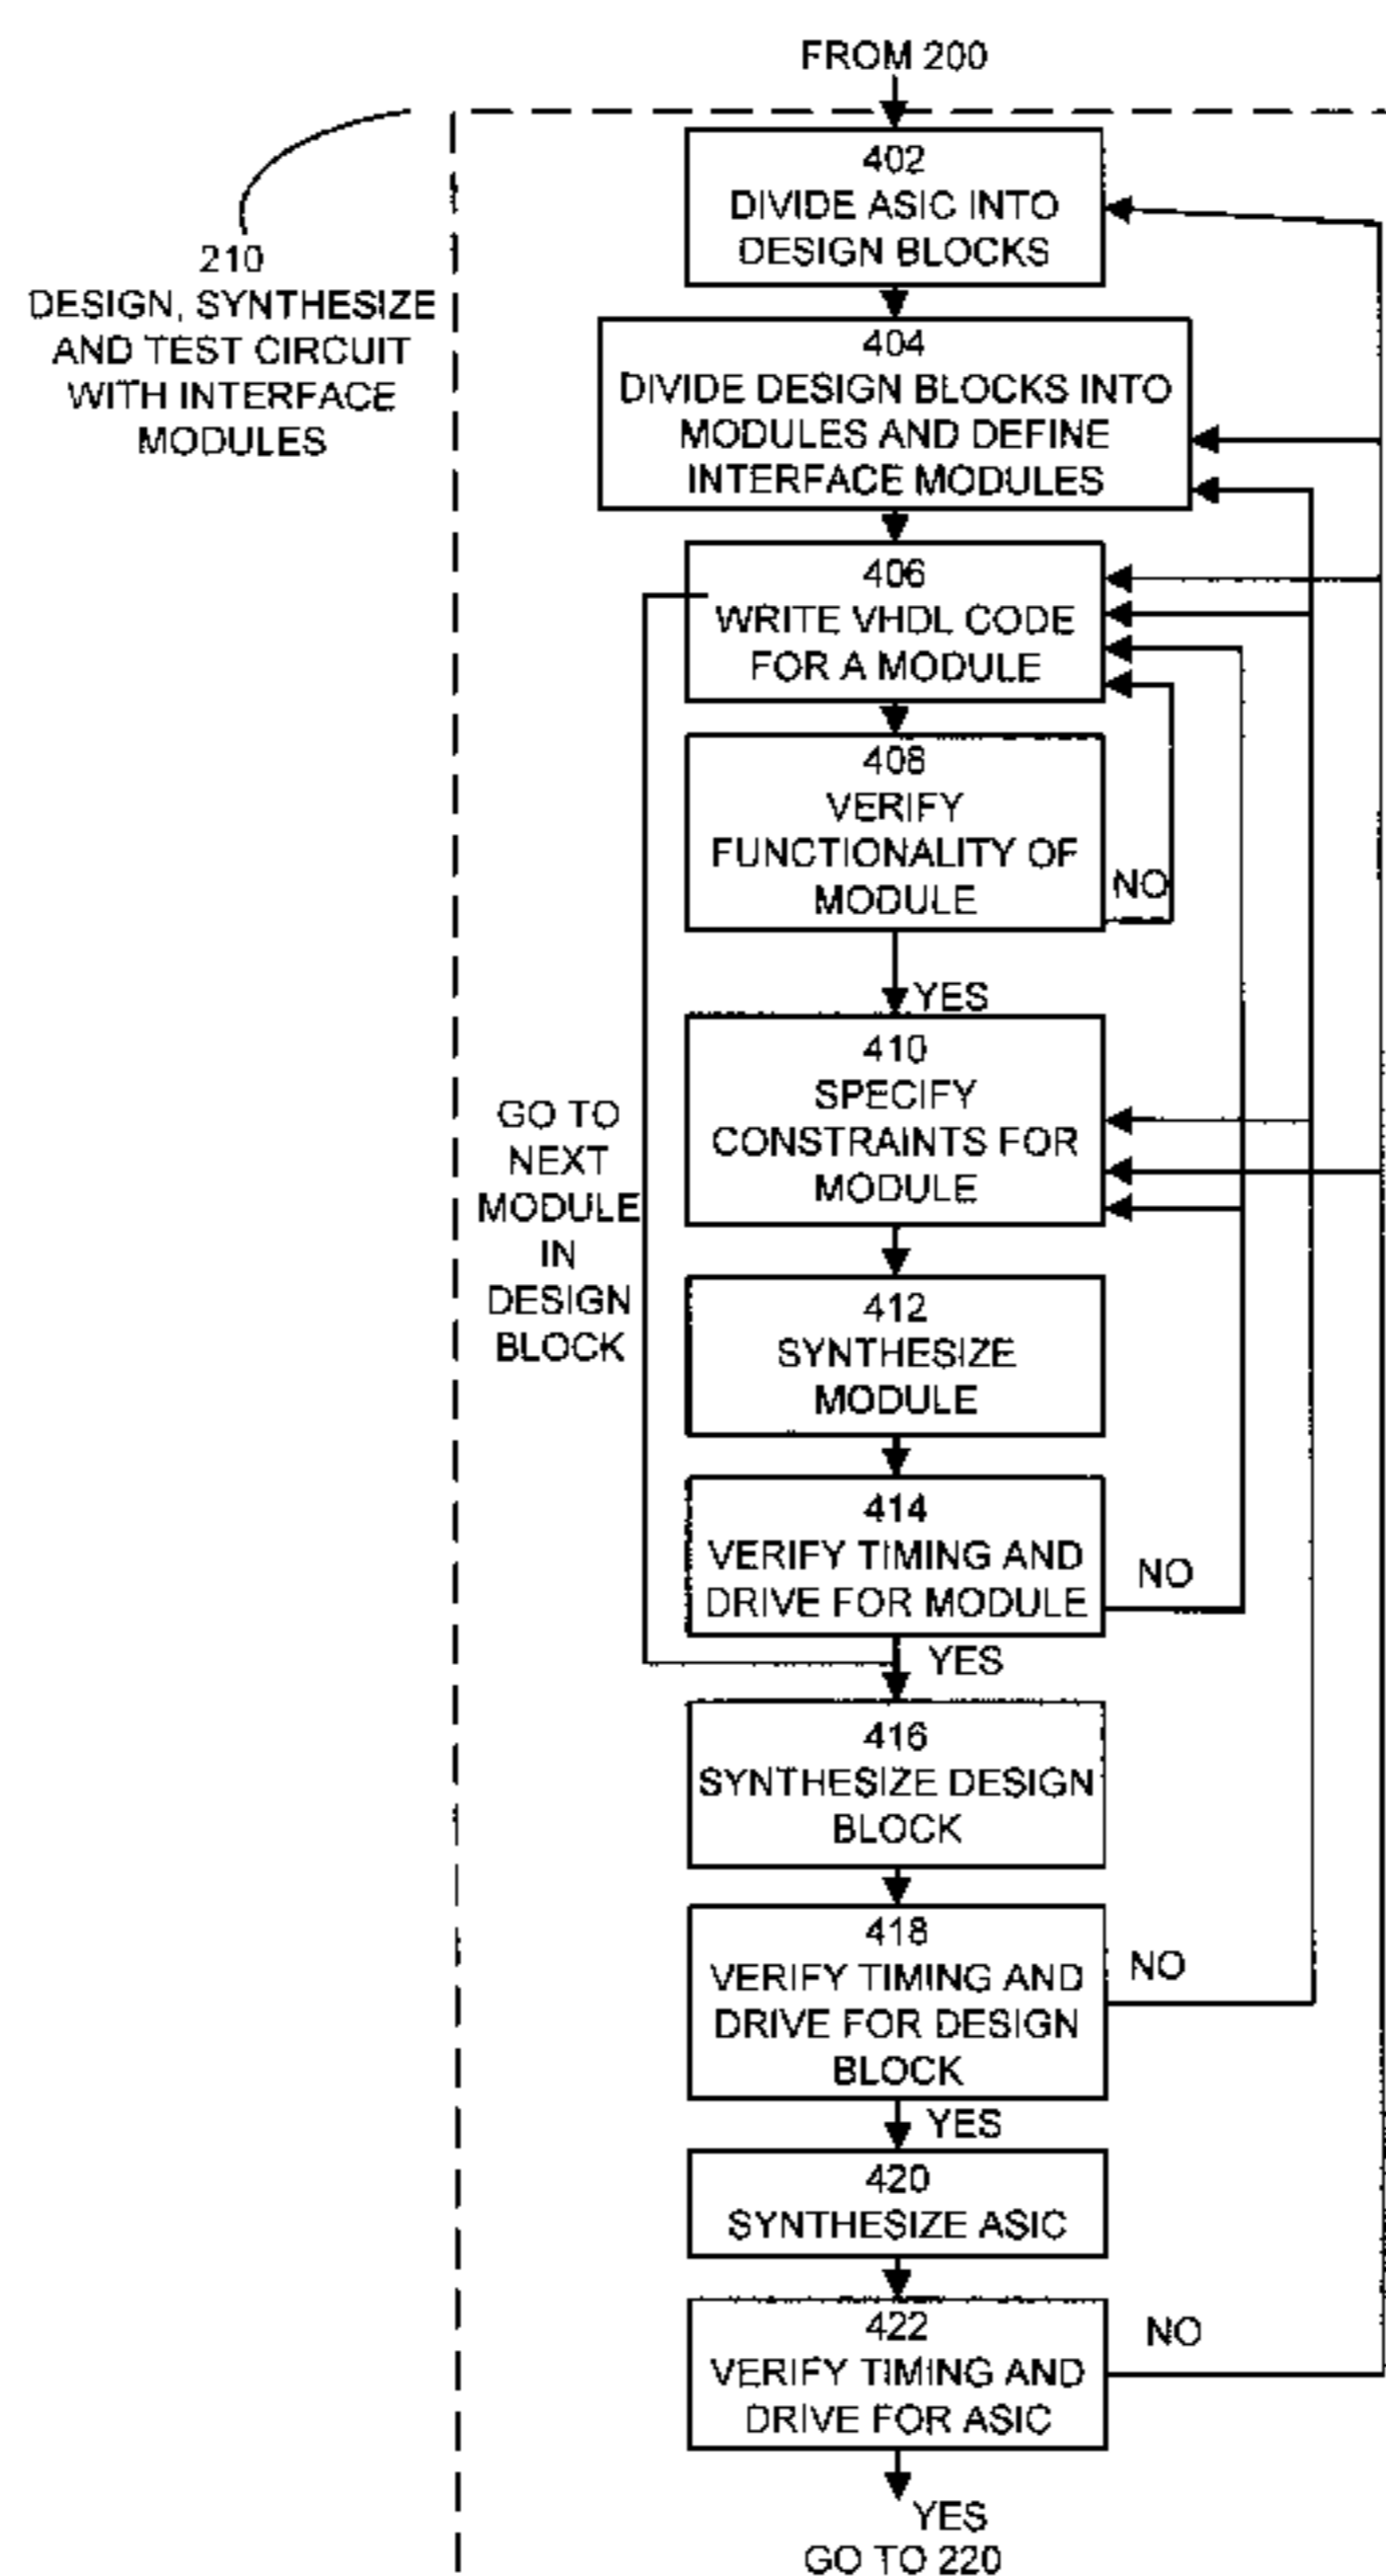 FROM 200
402
DIVIDE ASIC INTO
DESIGN BLOCKS
210
DESIGN, SYNTHESIZE
AND TEST CIRCUIT
WITH INTERFACE
MODULES
404
DIVIDE DESIGN BLOCKS INTO
MODULES AND DEFINE
INTERFACE MODULES
406
WRITE VHDL CODE
FOR A MODULE
408
VERIFY
FUNCTIONALITY OF
MODULE
NO
YES
410
SPECIFY
CONSTRAINTS FOR
MODULE
GO TO
NEXT
MODULE
IN
DESIGN
BLOCK
412
SYNTHESIZE
MODULE
414
VERIFY TIMING AND
DRIVE FOR MODULE
NO
YES
416
SYNTHESIZE DESIGN
BLOCK
418
VERIFY TIMING AND
DRIVE FOR DESIGN
BLOCK
NO
YES
420
SYNTHESIZE ASIC
422
VERIFY TIMING AND
DRIVE FOR ASIC
NO
YES
GO TO 220